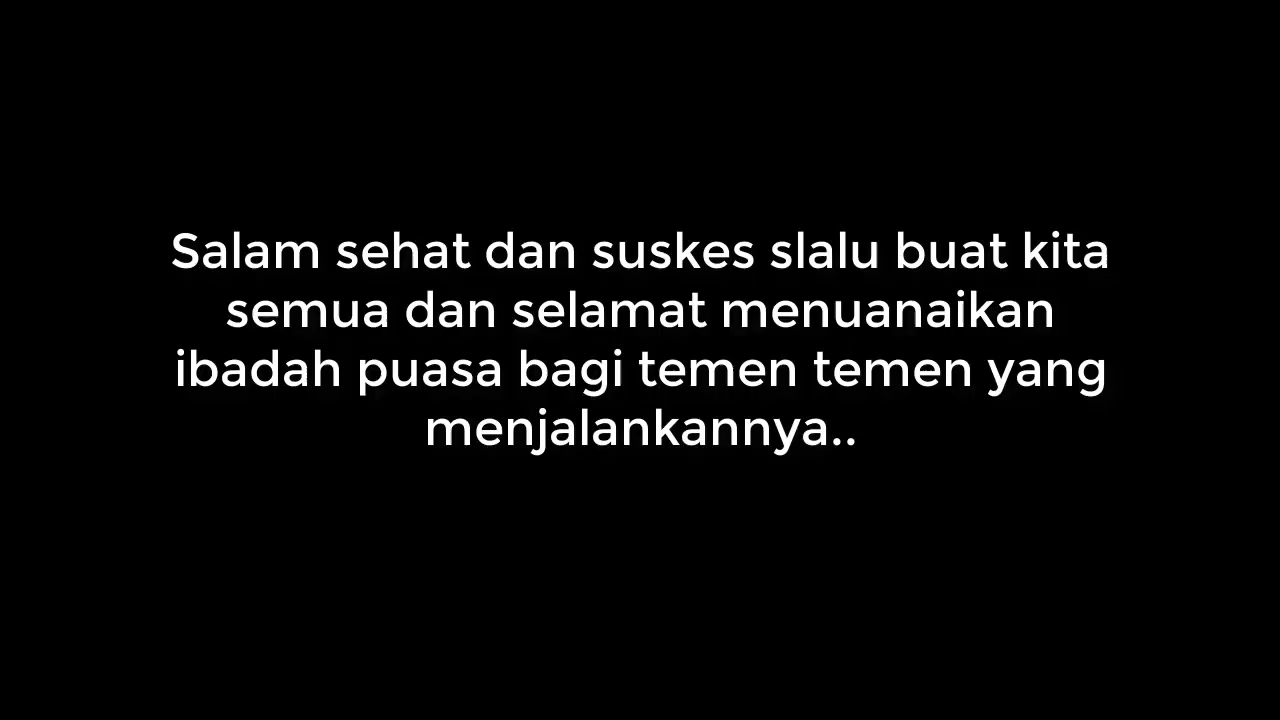 Salam sehat dan suskes slalu buat kita
semua dan selamat menuanaikan
ibadah puasa bagi temen temen yang
menjalankannya..